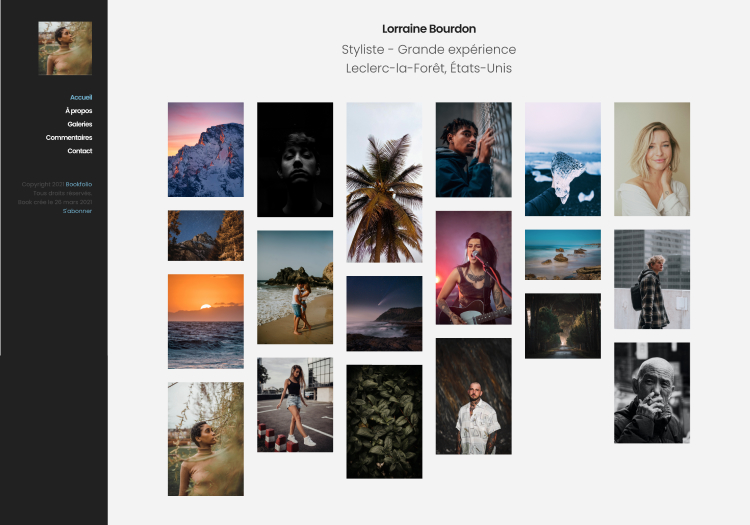 Accueil
À propos
Galeries
Commentaires
Contact
Copyright 2021 Bookfolio
Tous droits réservés.
Book créé le 26 mars 2021
S'abonner
Lorraine Bourdon
Styliste - Grande expérience
Leclerc-la-Forêt, États-Unis